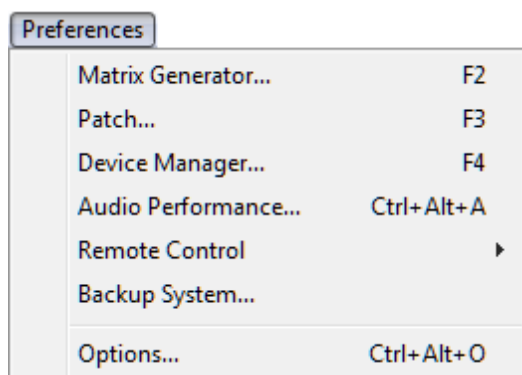 Preferences
Matrix Generator... F2
Patch... F3
Device Manager... F4
Audio Performance... Ctrl+Alt+A
Remote Control
Backup System...
Options... Ctrl+Alt+O